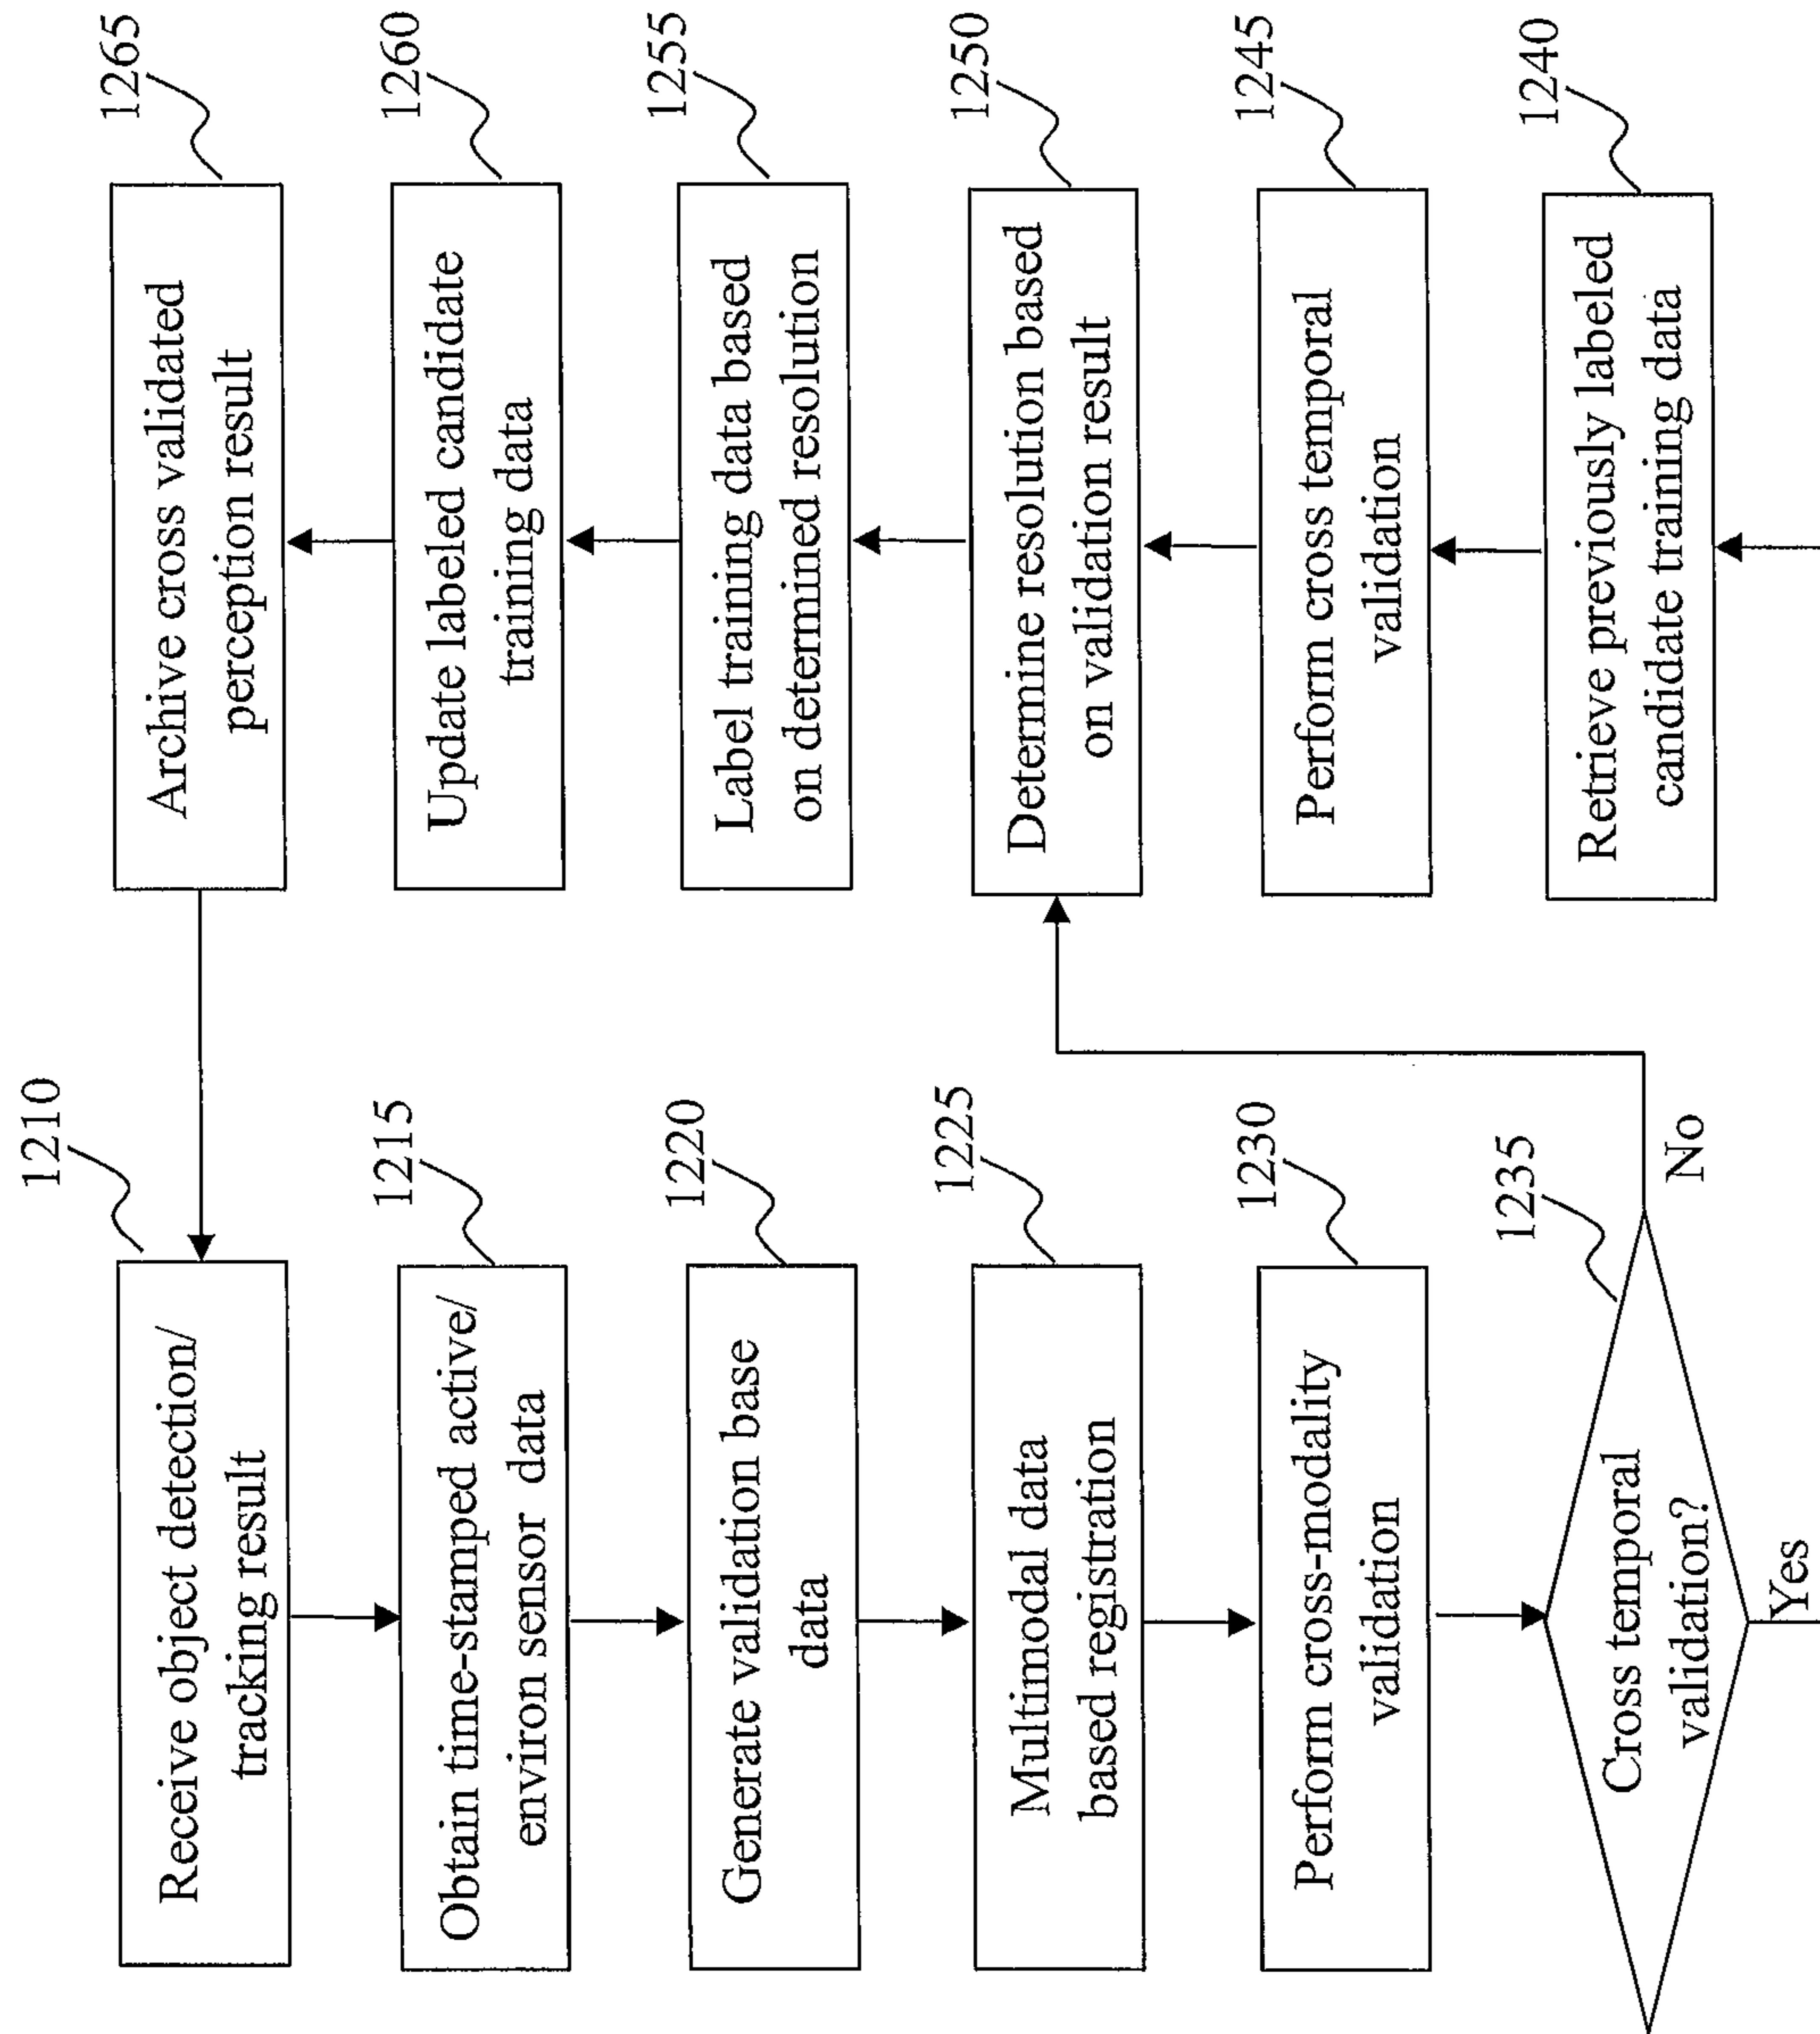 1210
Receive object detection/
tracking result
1215
Obtain time-stamped active/
environ sensor data
1220
Generate validation base
data
1225
Multimodal data
based registration
1230
Perform cross-modality
validation
1235
Cross temporal
validation?
No
Yes
1240
Retrieve previously labeled
candidate training data
1245
Perform cross temporal
validation
1250
Determine resolution based
on validation result
1255
Label training data based
on determined resolution
1260
Update labeled candidate
training data
1265
Archive cross validated
perception result